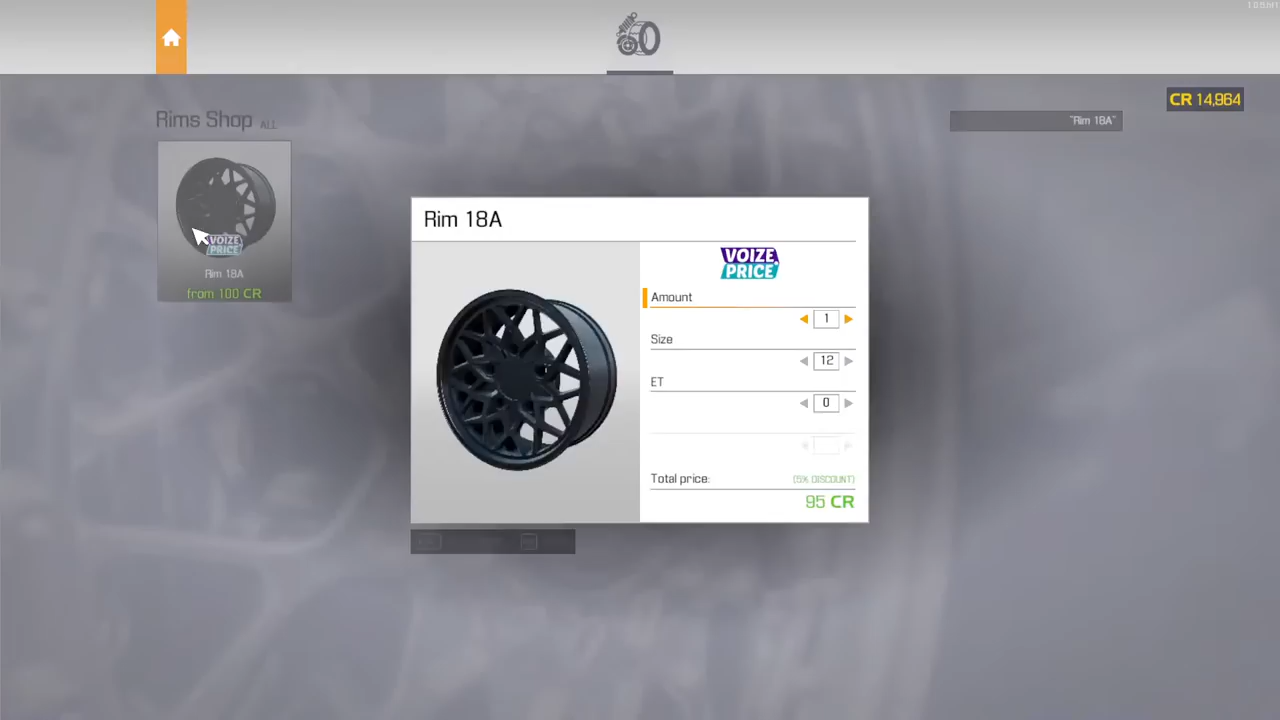 CR 14,964
Rims Shop ALL
"Rim 18A"
VOIZE
PRICE
Rim 18A
from 100 CR
Rim 18A
VOIZE
PRICE
Amount
1
Size
12
ET
0
Total price:
(5% DISCOUNT)
95 CR